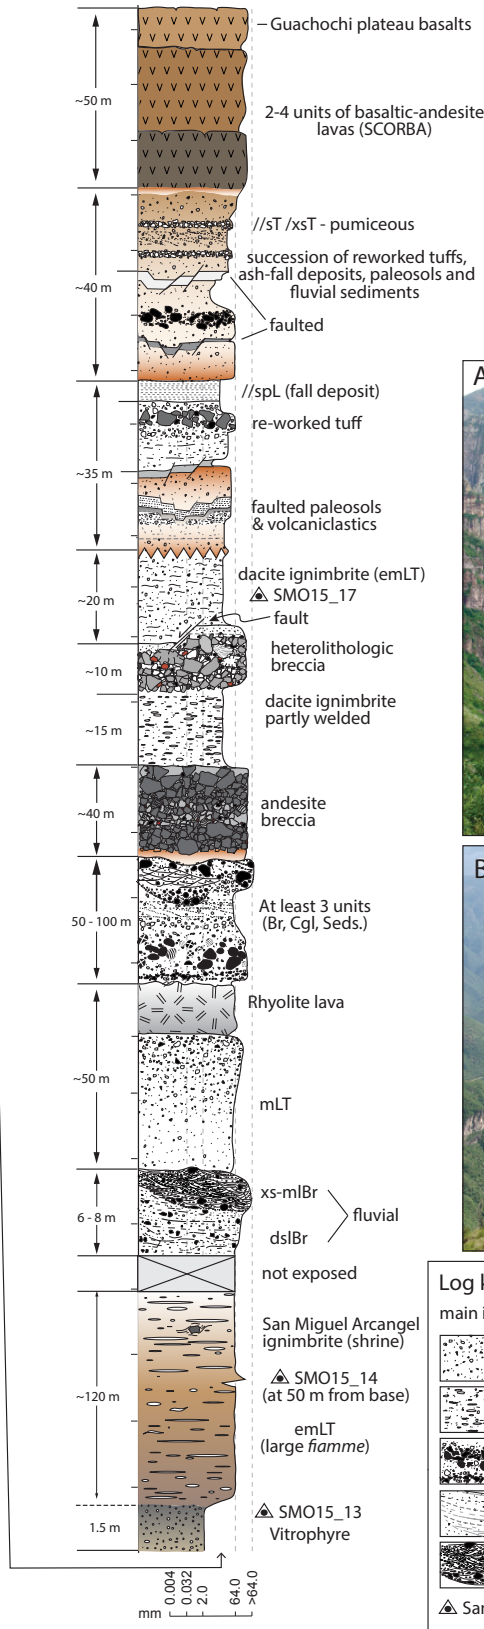 Guachochi plateau basalts
~50 m
2-4 units of basaltic-andesite
lavas (SCORBA)
//sT /xsT - pumiceous
succession of reworked tuffs,
ash-fall deposits, paleosols and
fluvial sediments
~40 m
faulted
//spL (fall deposit)
re-worked tuff
~35 m
faulted paleosols
& volcaniclastics
dacite ignimbrite (emLT)
SMO15_17
~20 m
fault
heterolithologic
breccia
~10 m
dacite ignimbrite
partly welded
~15 m
andesite
breccia
~40 m
At least 3 units
(Br, Cgl, Seds.)
50 - 100 m
Rhyolite lava
~50 m
mLT
xs-mlBr
fluvial
6 - 8 m
dslBr
not exposed
San Miguel Arcangel
ignimbrite (shrine)
SMO15_14
(at 50 m from base)
~120 m
emLT
(large fiamme)
SMO15_13
Vitrophyre
1.5 m
mm
0.004
0.032
2.0
64.0
>64.0
A
B
Log k
main i
Sar